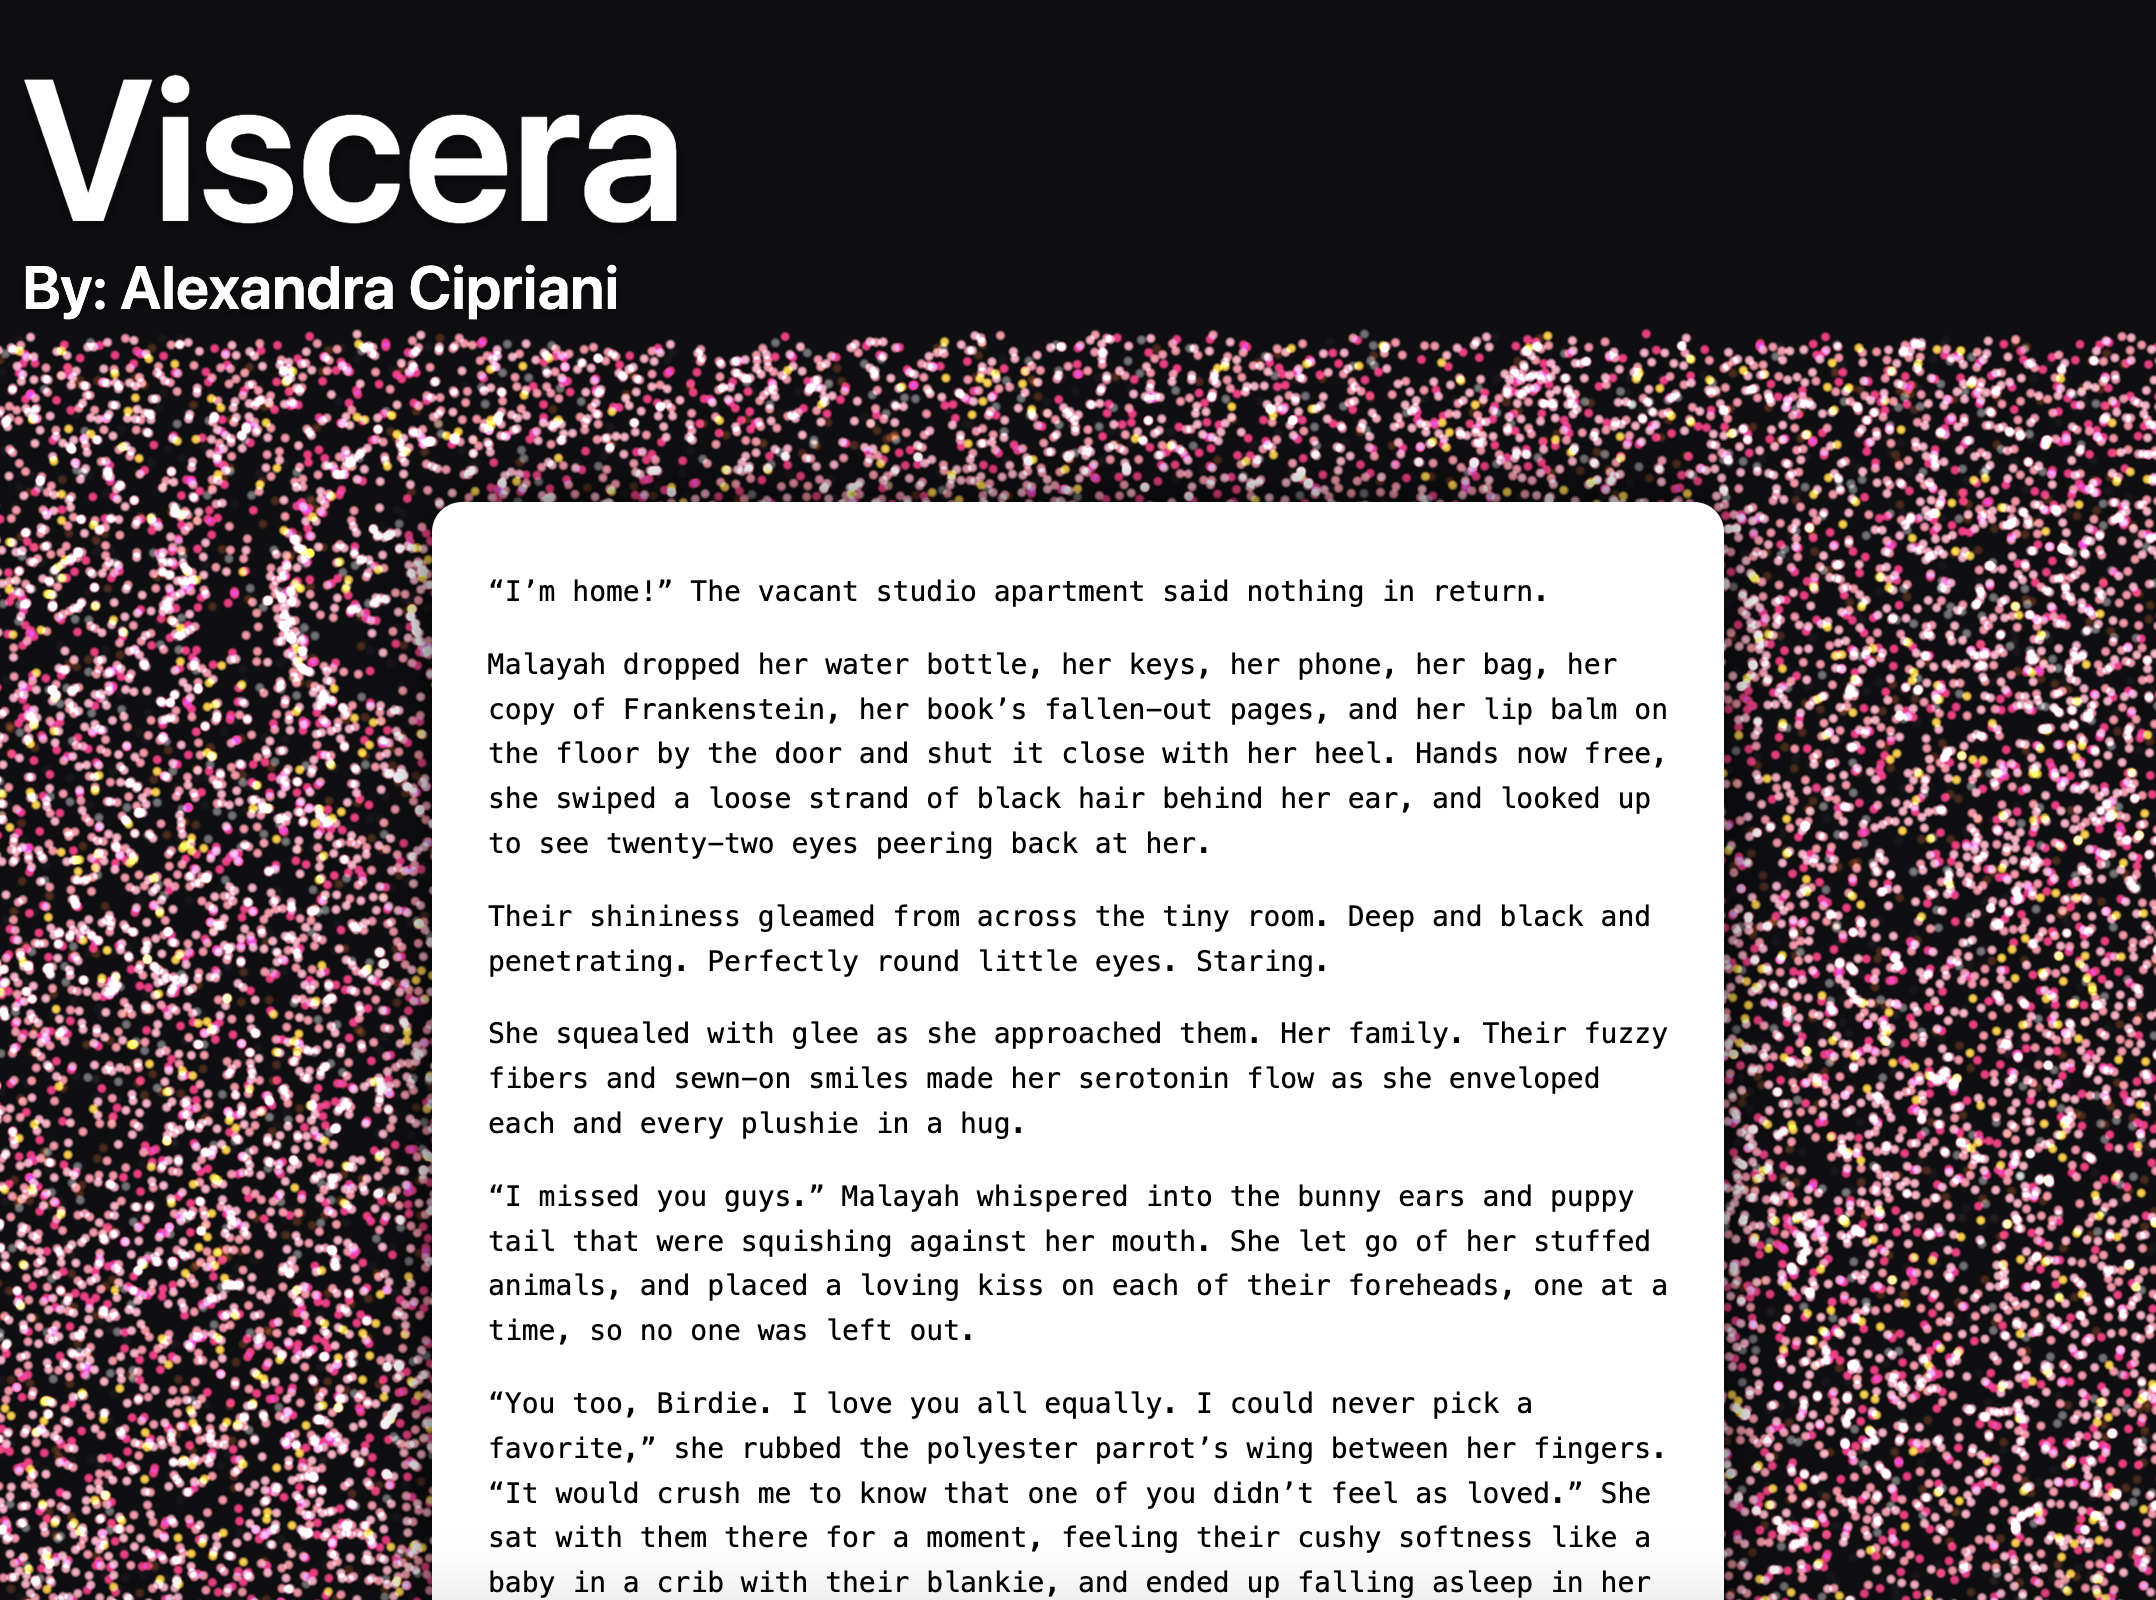 Viscera
By: Alexandra Cipriani
“I’m home!” The vacant studio apartment said nothing in return.
Malayah dropped her water bottle, her keys, her phone, her bag, her
copy of Frankenstein, her book’s fallen-out pages, and her lip balm on
the floor by the door and shut it close with her heel. Hands now free,
she swiped a loose strand of black hair behind her ear, and looked up
to see twenty-two eyes peering back at her.
Their shininess gleamed from across the tiny room. Deep and black and
penetrating. Perfectly round little eyes. Staring.
She squealed with glee as she approached them. Her family. Their fuzzy
fibers and sewn-on smiles made her serotonin flow as she enveloped
each and every plushie in a hug.
“I missed you guys.” Malayah whispered into the bunny ears and puppy
tail that were squishing against her mouth. She let go of her stuffed
animals, and placed a loving kiss on each of their foreheads, one at a
time, so no one was left out.
“You too, Birdie. I love you all equally. I could never pick a
favorite,” she rubbed the polyester parrot’s wing between her fingers.
“It would crush me to know that one of you didn’t feel as loved.” She
sat with them there for a moment, feeling their cushy softness like a
baby in a crib with their blankie, and ended up falling asleep in her